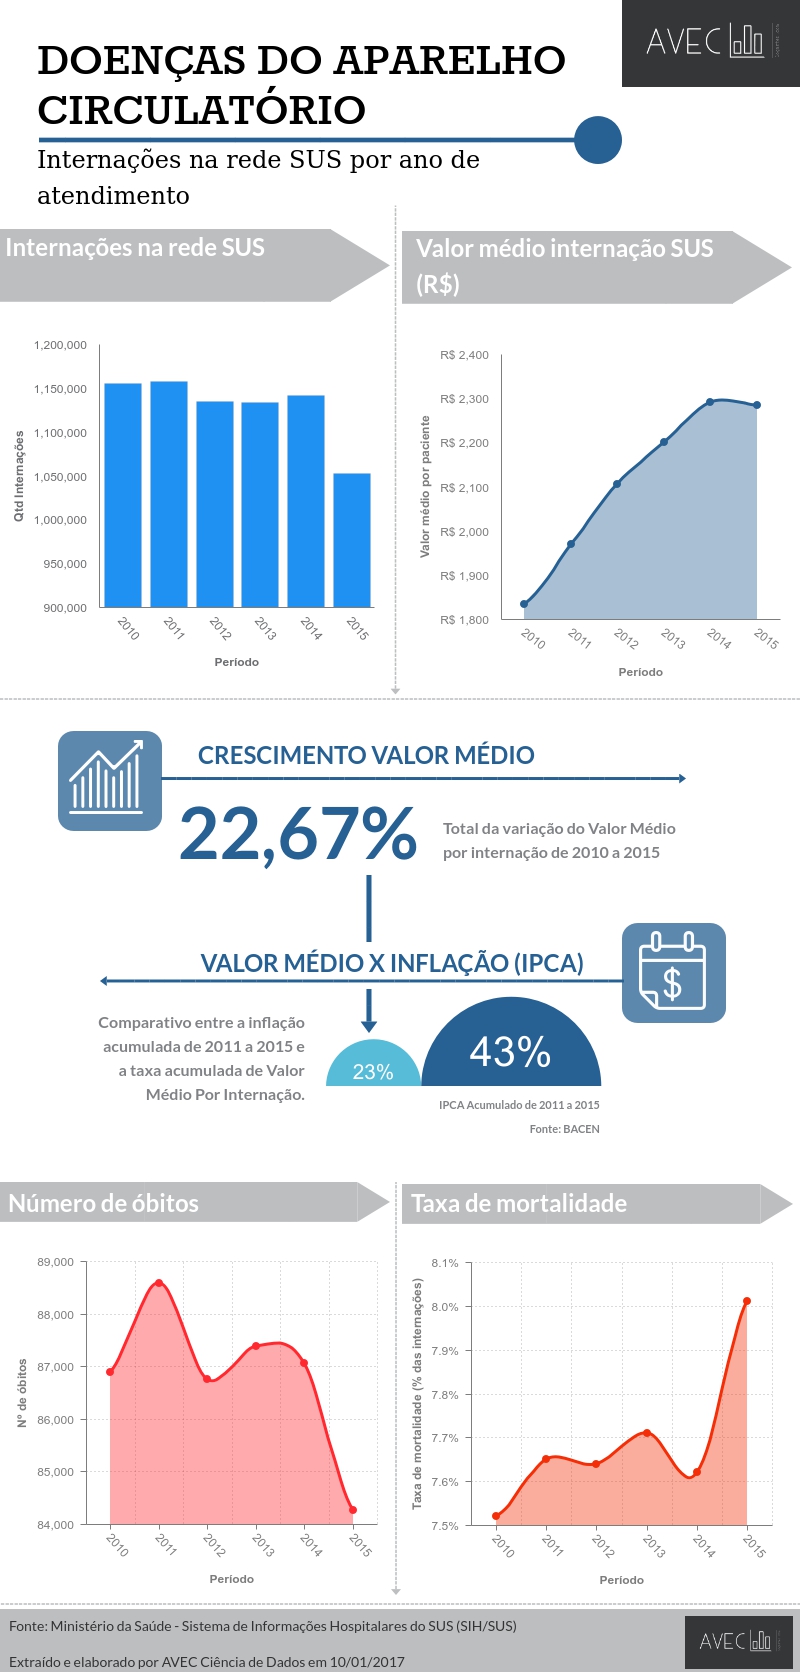 DOENÇAS DO APARELHO
CIRCULATÓRIO
AVEC
Internações na rede SUS por ano de
atendimento
Internações na rede SUS
Valor médio internação SUS
(R$)
Qtd Internações
1,200,000
1,150,000
1,100,000
1,050,000
1,000,000
950,000
900,000
2010
2011
2012
2013
2014
2015
Período
Valor médio por paciente
R$ 2,400
R$ 2,300
R$ 2,200
R$ 2,100
R$ 2,000
R$ 1,900
R$ 1,800
2010
2011
2012
2013
2014
2015
Período
CRESCIMENTO VALOR MÉDIO
22,67%
Total da variação do Valor Médio
por internação de 2010 a 2015
VALOR MÉDIO X INFLAÇÃO (IPCA)
$
Comparativo entre a inflação
acumulada de 2011 a 2015 e
a taxa acumulada de Valor
Médio Por Internação.
23%
43%
IPCA Acumulado de 2011 a 2015
Fonte: BACEN
Número de óbitos
Taxa de mortalidade
Nº de óbitos
89,000
88,000
87,000
86,000
85,000
84,000
2010
2011
2012
2013
2014
2015
Período
Taxa de mortalidade (% das internações)
8.1%
8.0%
7.9%
7.8%
7.7%
7.6%
7.5%
2010
2011
2012
2013
2014
2015
Período
Fonte: Ministério da Saúde - Sistema de Informações Hospitalares do SUS (SIH/SUS)
Extraído e elaborado por AVEC Ciência de Dados em 10/01/2017
AVEC